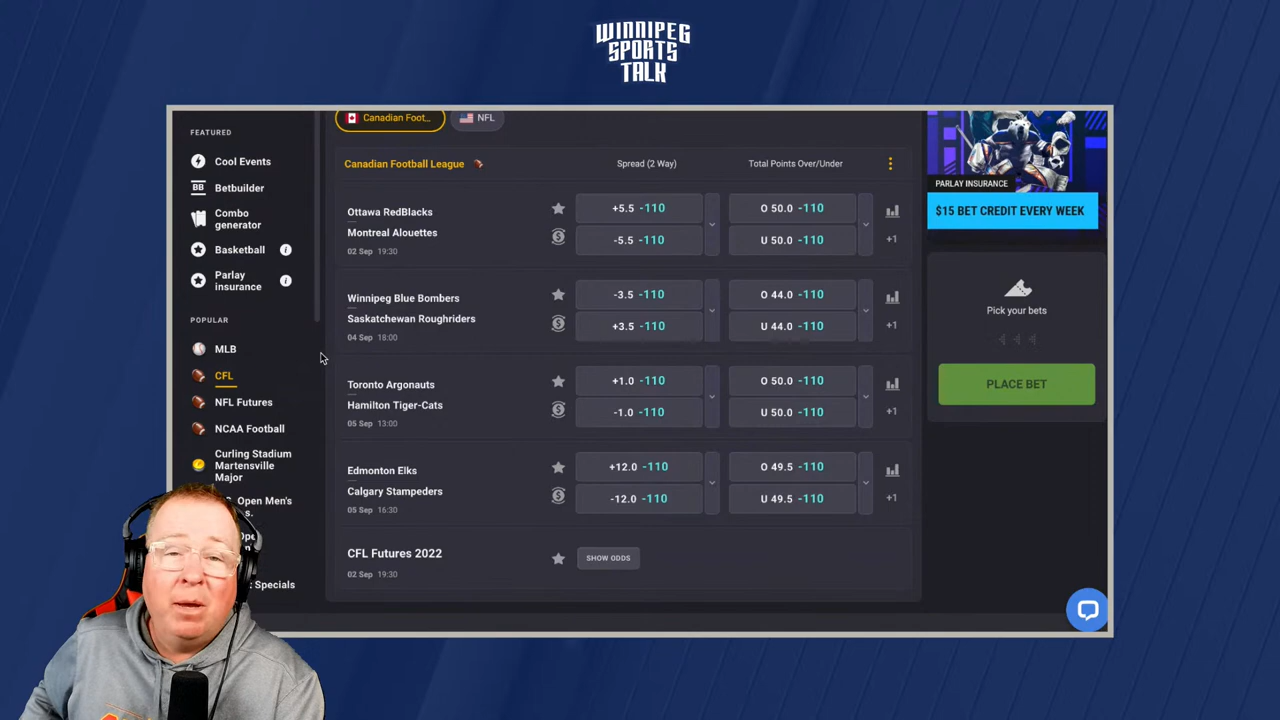 WINNIPEG
SPORTS
TALK
FEATURED
Cool Events
BB
Betbuilder
Combo
generator
Basketball
i
Parlay
insurance
i
POPULAR
MLB
CFL
NFL Futures
NCAA Football
Curling Stadium
Martensville
Major
Open Men's
Specials
Canadian Foot...
NFL
Canadian Football League
Spread (2 Way)
Total Points Over/Under
Ottawa RedBlacks
Montreal Alouettes
02 Sep 19:30
+5.5 -110
-5.5 -110
O 50.0 -110
U 50.0 -110
+1
Winnipeg Blue Bombers
Saskatchewan Roughriders
04 Sep 18:00
-3.5 -110
+3.5 -110
O 44.0 -110
U 44.0 -110
+1
Toronto Argonauts
Hamilton Tiger-Cats
05 Sep 13:00
+1.0 -110
-1.0 -110
O 50.0 -110
U 50.0 -110
+1
Edmonton Elks
Calgary Stampeders
05 Sep 16:30
+12.0 -110
-12.0 -110
O 49.5 -110
U 49.5 -110
+1
CFL Futures 2022
02 Sep 19:30
SHOW ODDS
PARLAY INSURANCE
$15 BET CREDIT EVERY WEEK
Pick your bets
PLACE BET